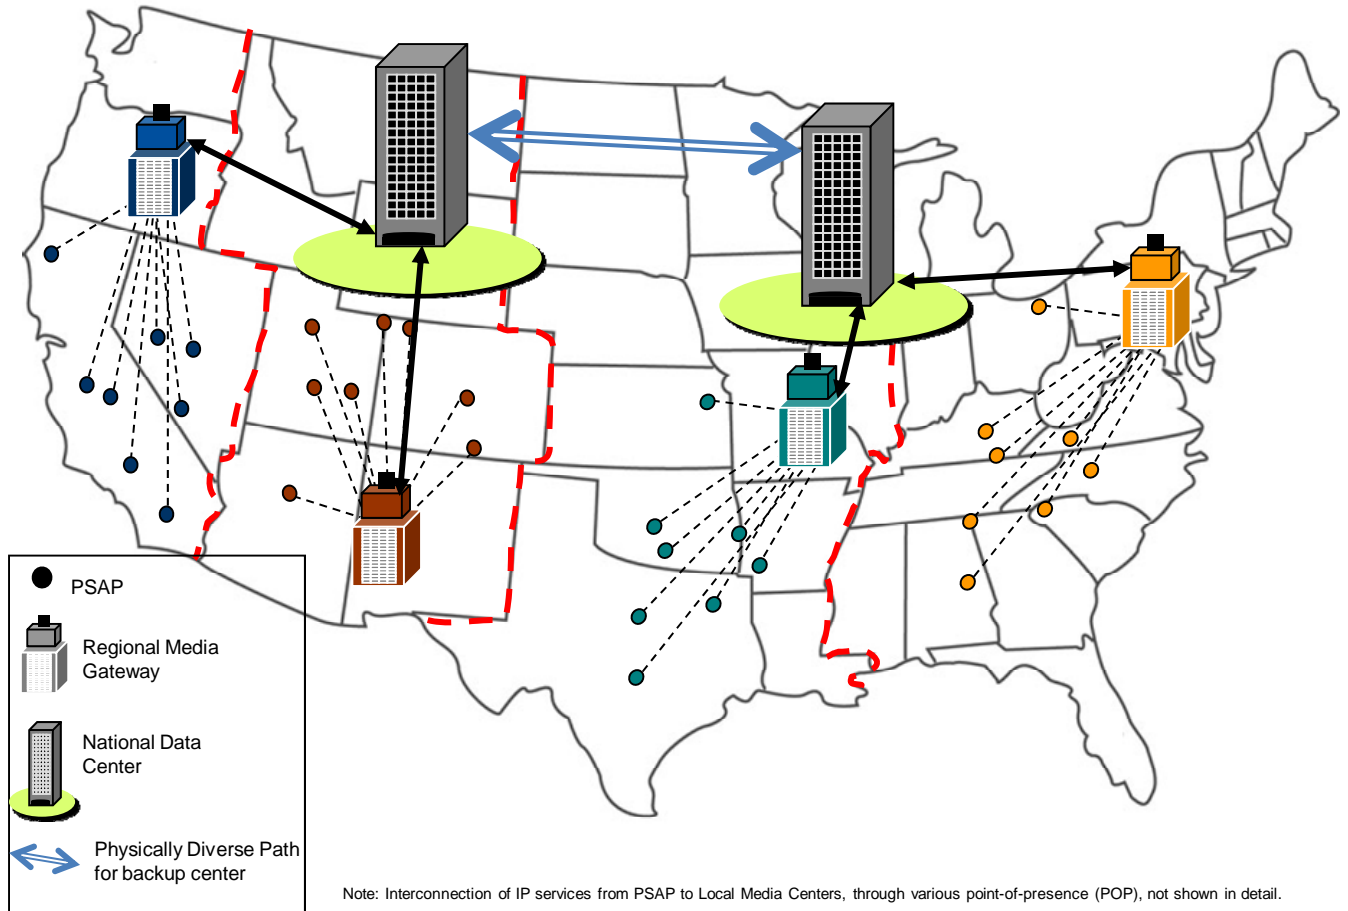 PSAP
Regional Media
Gateway
National Data
Center
Physically Diverse Path
for backup center
Note: Interconnection of IP services from PSAP to Local Media Centers, through various point-of-presence (POP), not shown in detail.